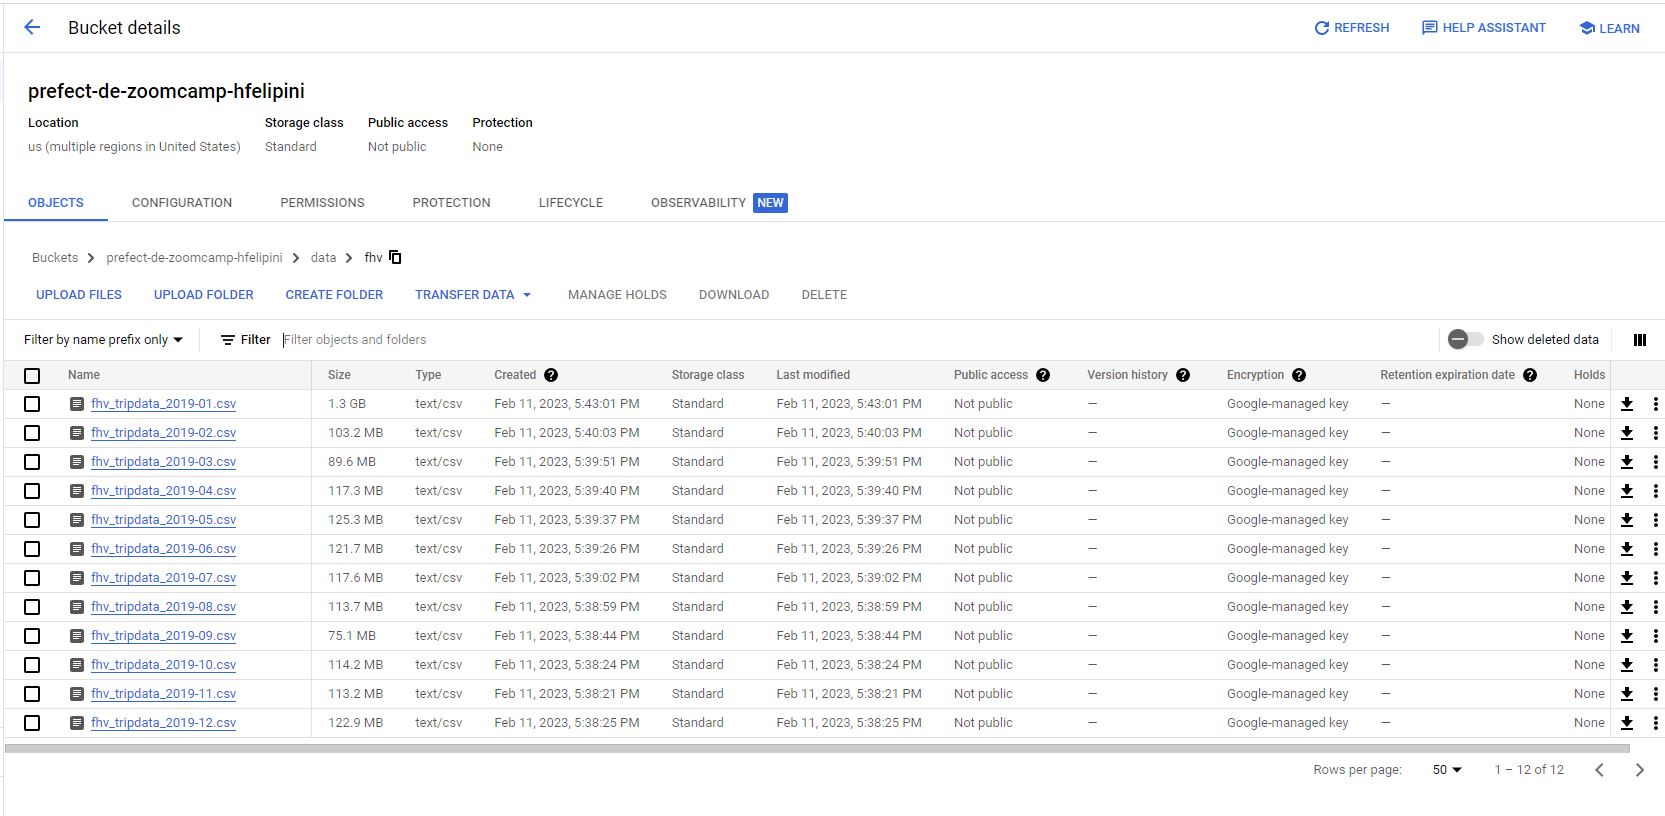 Bucket details REFRESH HELP ASSISTANT LEARN
prefect-de-zoomcamp-hfelipini
Location Storage class Public access Protection
us (multiple regions in United States) Standard Not public None
OBJECTS CONFIGURATION PERMISSIONS PROTECTION LIFECYCLE OBSERVABILITY NEW
Buckets prefect-de-zoomcamp-hfelipini data fhv
UPLOAD FILES UPLOAD FOLDER CREATE FOLDER TRANSFER DATA MANAGE HOLDS DOWNLOAD DELETE
Filter by name prefix only Filter Filter objects and folders Show deleted data
Name Size Type Created Storage class Last modified Public access Version history Encryption Retention expiration date Holds
fhv_tripdata_2019-01.csv 1.3 GB text/csv Feb 11, 2023, 5:43:01 PM Standard Feb 11, 2023, 5:43:01 PM Not public — Google-managed key — None
fhv_tripdata_2019-02.csv 103.2 MB text/csv Feb 11, 2023, 5:40:03 PM Standard Feb 11, 2023, 5:40:03 PM Not public — Google-managed key — None
fhv_tripdata_2019-03.csv 89.6 MB text/csv Feb 11, 2023, 5:39:51 PM Standard Feb 11, 2023, 5:39:51 PM Not public — Google-managed key — None
fhv_tripdata_2019-04.csv 117.3 MB text/csv Feb 11, 2023, 5:39:40 PM Standard Feb 11, 2023, 5:39:40 PM Not public — Google-managed key — None
fhv_tripdata_2019-05.csv 125.3 MB text/csv Feb 11, 2023, 5:39:37 PM Standard Feb 11, 2023, 5:39:37 PM Not public — Google-managed key — None
fhv_tripdata_2019-06.csv 121.7 MB text/csv Feb 11, 2023, 5:39:26 PM Standard Feb 11, 2023, 5:39:26 PM Not public — Google-managed key — None
fhv_tripdata_2019-07.csv 117.6 MB text/csv Feb 11, 2023, 5:39:02 PM Standard Feb 11, 2023, 5:39:02 PM Not public — Google-managed key — None
fhv_tripdata_2019-08.csv 113.7 MB text/csv Feb 11, 2023, 5:38:59 PM Standard Feb 11, 2023, 5:38:59 PM Not public — Google-managed key — None
fhv_tripdata_2019-09.csv 75.1 MB text/csv Feb 11, 2023, 5:38:44 PM Standard Feb 11, 2023, 5:38:44 PM Not public — Google-managed key — None
fhv_tripdata_2019-10.csv 114.2 MB text/csv Feb 11, 2023, 5:38:24 PM Standard Feb 11, 2023, 5:38:24 PM Not public — Google-managed key — None
fhv_tripdata_2019-11.csv 113.2 MB text/csv Feb 11, 2023, 5:38:21 PM Standard Feb 11, 2023, 5:38:21 PM Not public — Google-managed key — None
fhv_tripdata_2019-12.csv 122.9 MB text/csv Feb 11, 2023, 5:38:25 PM Standard Feb 11, 2023, 5:38:25 PM Not public — Google-managed key — None
Rows per page: 50 1 – 12 of 12